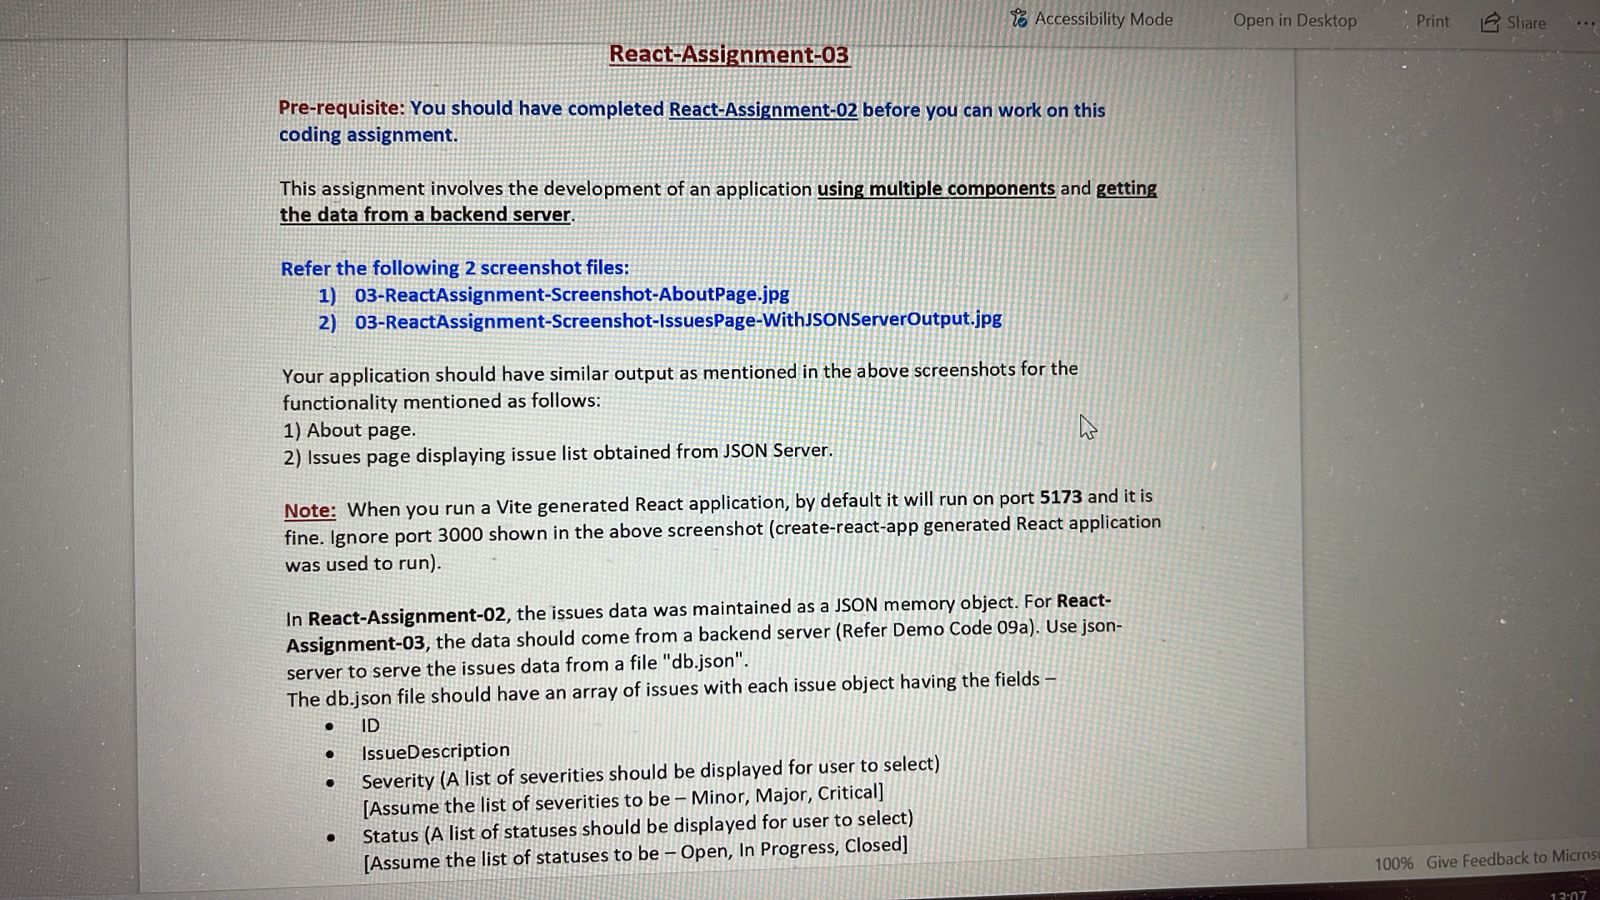 Accessibility Mode Open in Desktop Print Share ...
React-Assignment-03
Pre-requisite: You should have completed React-Assignment-02 before you can work on this
coding assignment.
This assignment involves the development of an application using multiple components and getting
the data from a backend server.
Refer the following 2 screenshot files:
1) 03-ReactAssignment-Screenshot-AboutPage.jpg
2) 03-ReactAssignment-Screenshot-IssuesPage-WithJSONServerOutput.jpg
Your application should have similar output as mentioned in the above screenshots for the
functionality mentioned as follows:
1) About page.
2) Issues page displaying issue list obtained from JSON Server.
Note: When you run a Vite generated React application, by default it will run on port 5173 and it is
fine. Ignore port 3000 shown in the above screenshot (create-react-app generated React application
was used to run).
In React-Assignment-02, the issues data was maintained as a JSON memory object. For React-
Assignment-03, the data should come from a backend server (Refer Demo Code 09a). Use json-
server to serve the issues data from a file "db.json".
The db.json file should have an array of issues with each issue object having the fields –
• ID
• IssueDescription
• Severity (A list of severities should be displayed for user to select)
[Assume the list of severities to be – Minor, Major, Critical]
• Status (A list of statuses should be displayed for user to select)
[Assume the list of statuses to be – Open, In Progress, Closed]
100% Give Feedback to Micros
13:07